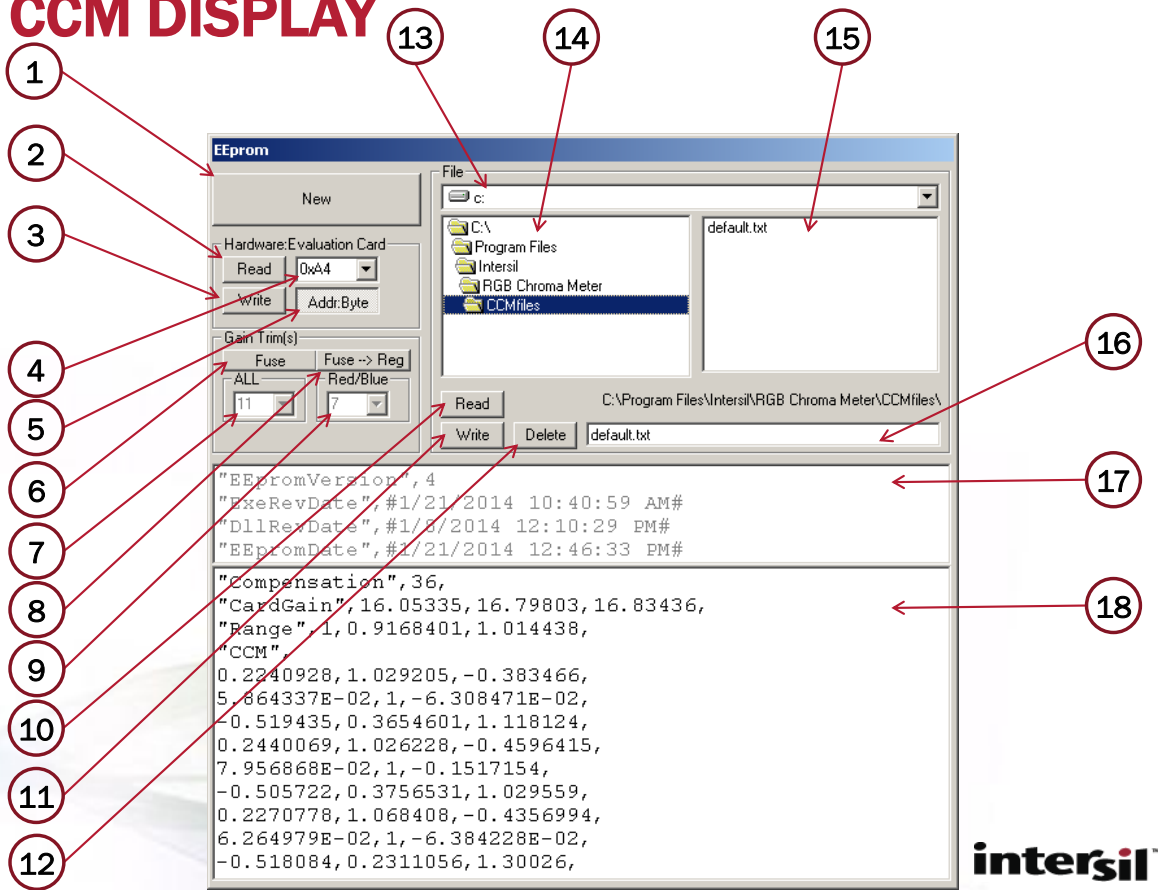 CCM DISPLAY
13
14
15
1
2
3
4
5
6
7
8
9
10
11
12
16
17
18
EEprom
New
Hardware:Evaluation Card
Read
0xA4
Write
Addr:Byte
Gain Trim(s)
Fuse
Fuse --> Reg
ALL
11
Red/Blue
7
File
c:
C:\
Program Files
Intersil
RGB Chroma Meter
CCMfiles
default.txt
Read
C:\Program Files\Intersil\RGB Chroma Meter\CCMfiles\
Write
Delete
default.txt
"EEpromVersion",4
"ExeRevDate",#1/21/2014 10:40:59 AM#
"DllRevDate",#1/8/2014 12:10:29 PM#
"EEpromDate",#1/21/2014 12:46:33 PM#
"Compensation",36,
"CardGain",16.05335,16.79803,16.83436,
"Range",1,0.9168401,1.014438,
"CCM",
0.2240928,1.029205,-0.383466,
5.864337E-02,1,-6.308471E-02,
-0.519435,0.3654601,1.118124,
0.2440069,1.026228,-0.4596415,
7.956868E-02,1,-0.1517154,
-0.505722,0.3756531,1.029559,
0.2270778,1.068408,-0.4356994,
6.264979E-02,1,-6.384228E-02,
-0.518084,0.2311056,1.30026,
intersil™